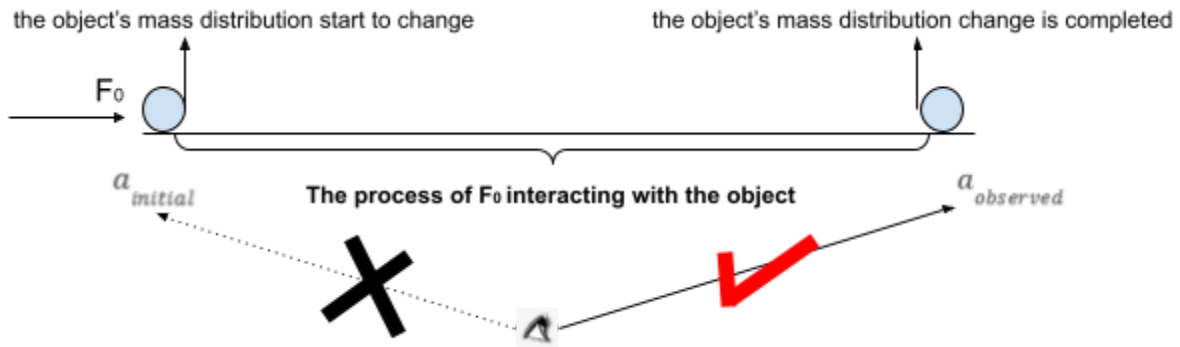 the object's mass distribution start to change
the object's mass distribution change is completed
F₀
a initial
The process of F₀ interacting with the object
a observed